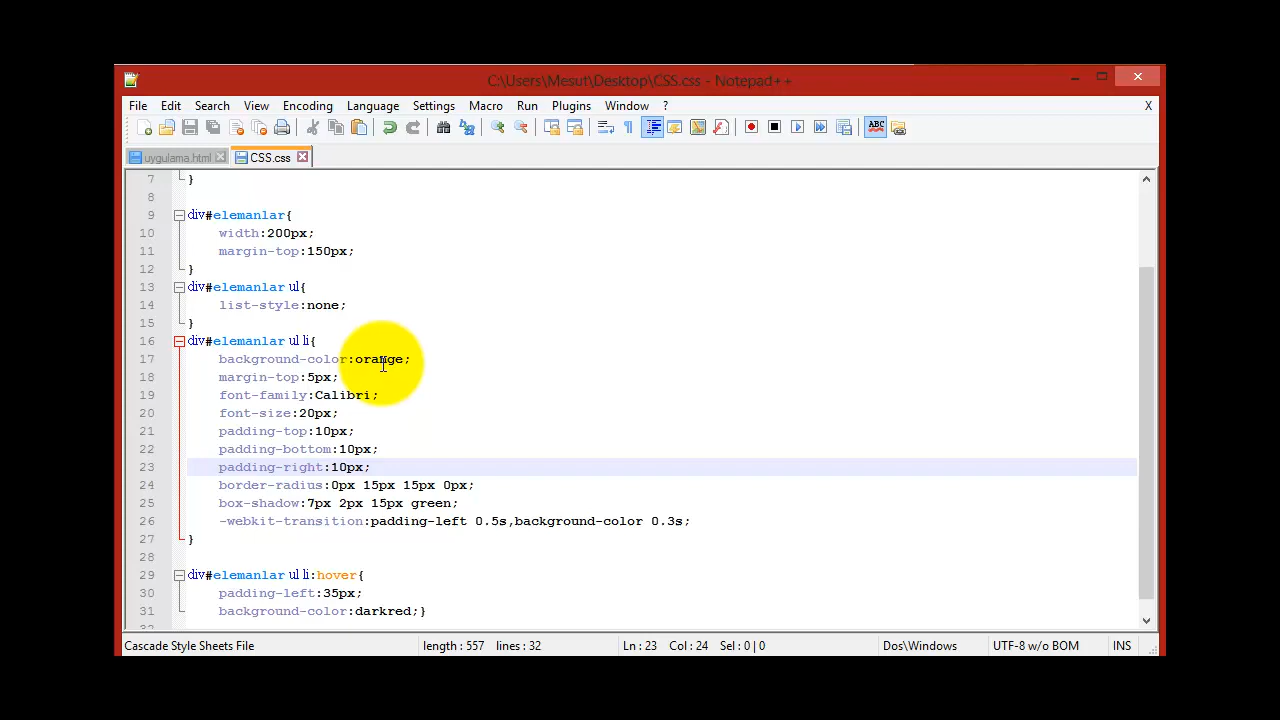 C:\Users\Mesut\Desktop\CSS.css - Notepad++
File Edit Search View Encoding Language Settings Macro Run Plugins Window ? X
uygulama.html CSS.css
7 }
8
9 div#elemanlar{
10 width:200px;
11 margin-top:150px;
12 }
13 div#elemanlar ul{
14 list-style:none;
15 }
16 div#elemanlar ul li{
17 background-color:orange;
18 margin-top:5px;
19 font-family:Calibri;
20 font-size:20px;
21 padding-top:10px;
22 padding-bottom:10px;
23 padding-right:10px;
24 border-radius:0px 15px 15px 0px;
25 box-shadow:7px 2px 15px green;
26 -webkit-transition:padding-left 0.5s,background-color 0.3s;
27 }
28
29 div#elemanlar ul li:hover{
30 padding-left:35px;
31 background-color:darkred;}
32
Cascade Style Sheets File length : 557 lines : 32 Ln : 23 Col : 24 Sel : 0 | 0 Dos\Windows UTF-8 w/o BOM INS